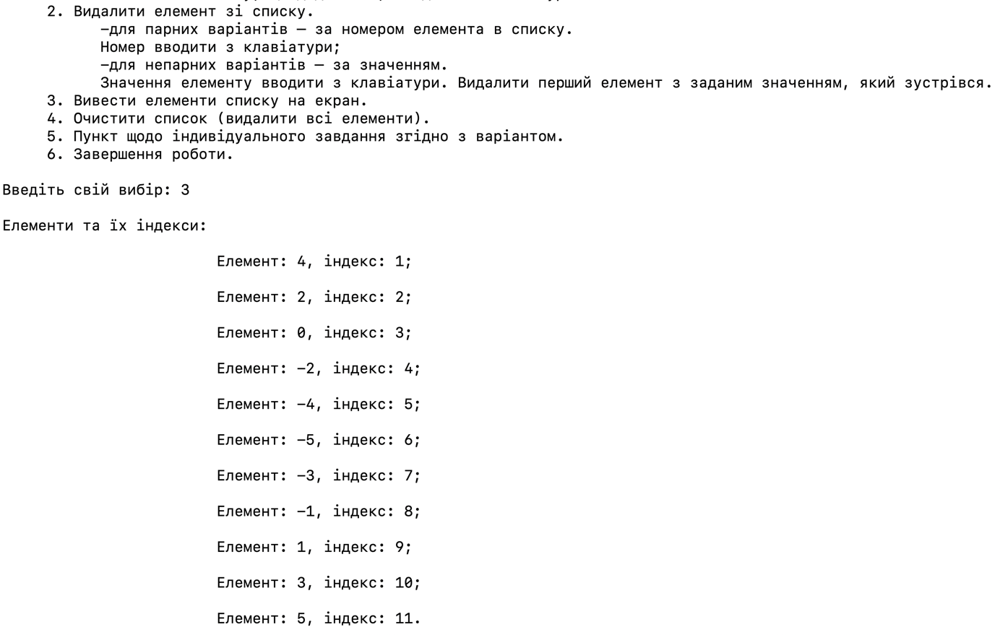 2. Видалити елемент зі списку.
–для парних варіантів – за номером елемента в списку.
Номер вводити з клавіатури;
–для непарних варіантів – за значенням.
Значення елементу вводити з клавіатури. Видалити перший елемент з заданим значенням, який зустрівся.
3. Вивести елементи списку на екран.
4. Очистити список (видалити всі елементи).
5. Пункт щодо індивідуального завдання згідно з варіантом.
6. Завершення роботи.
Введіть свій вибір: 3
Елементи та їх індекси:
Елемент: 4, індекс: 1;
Елемент: 2, індекс: 2;
Елемент: 0, індекс: 3;
Елемент: –2, індекс: 4;
Елемент: –4, індекс: 5;
Елемент: –5, індекс: 6;
Елемент: –3, індекс: 7;
Елемент: –1, індекс: 8;
Елемент: 1, індекс: 9;
Елемент: 3, індекс: 10;
Елемент: 5, індекс: 11.